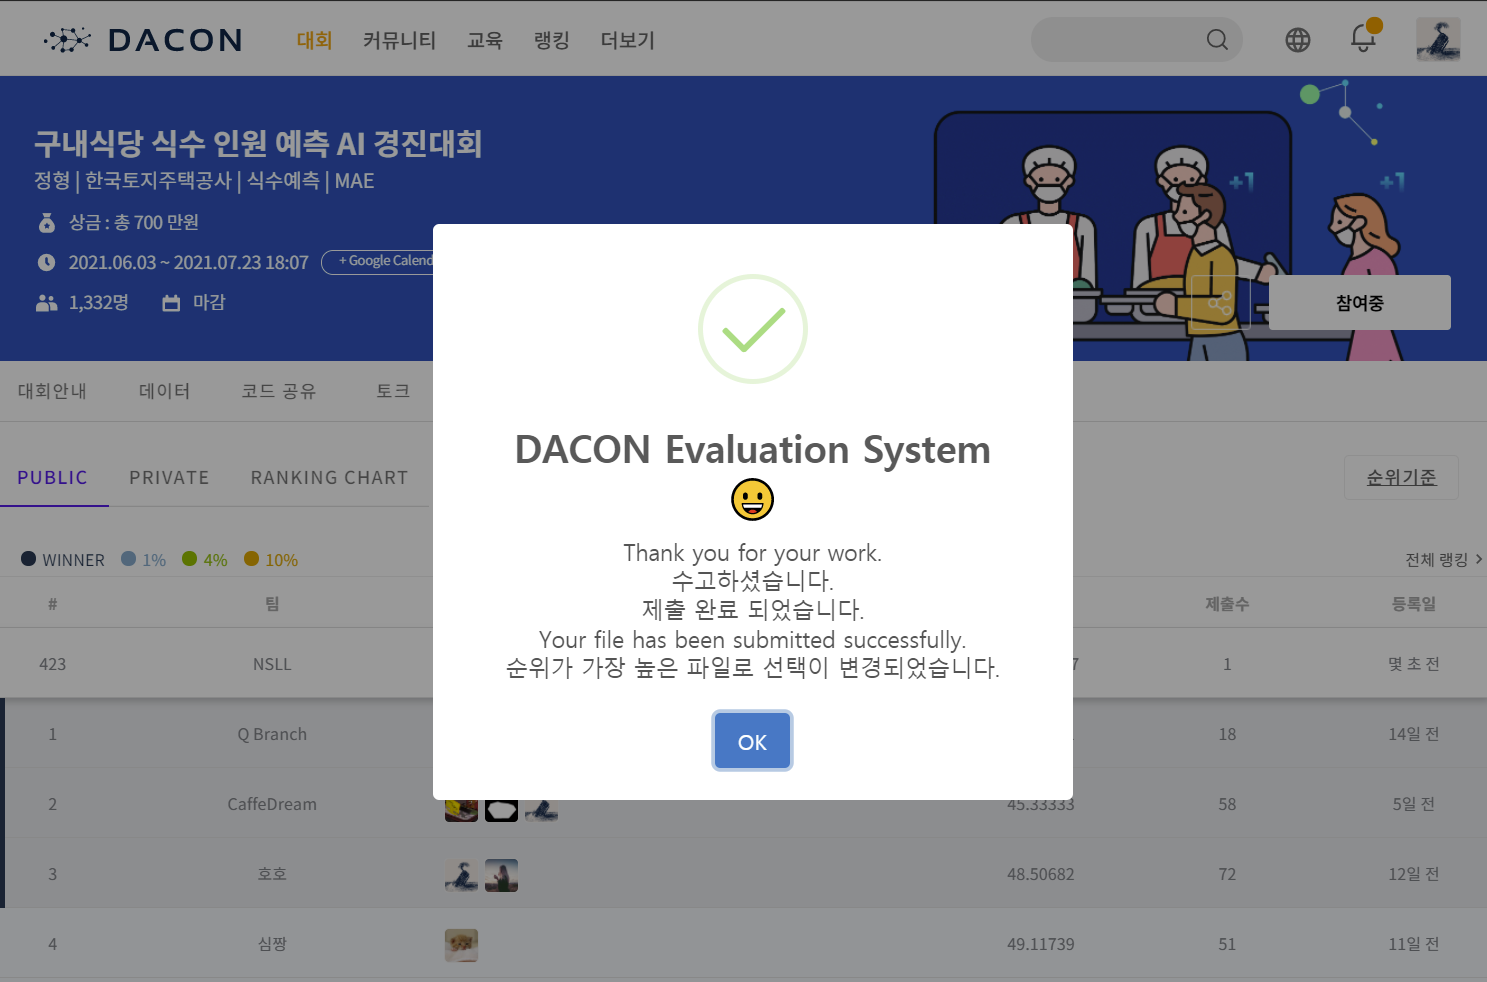 DACON 대회 커뮤니티 교육 랭킹 더보기
구내식당 식수 인원 예측 AI 경진대회
정형 | 한국토지주택공사 | 식수예측 | MAE
+1 +1
상금 : 총 700 만원
2021.06.03 ~ 2021.07.23 18:07 + Google Calend
1,332명 마감
참여중
대회안내 데이터 코드 공유 토크
PUBLIC PRIVATE RANKING CHART
순위기준
WINNER 1% 4% 10%
전체 랭킹 >
# 팀 제출수 등록일
423 NSLL 7 1 몇 초 전
1 Q Branch 18 14일 전
2 CaffeDream 45.33333 58 5일 전
3 호호 48.50682 72 12일 전
4 심짱 49.11739 51 11일 전
DACON Evaluation System
Thank you for your work.
수고하셨습니다.
제출 완료 되었습니다.
Your file has been submitted successfully.
순위가 가장 높은 파일로 선택이 변경되었습니다.
OK